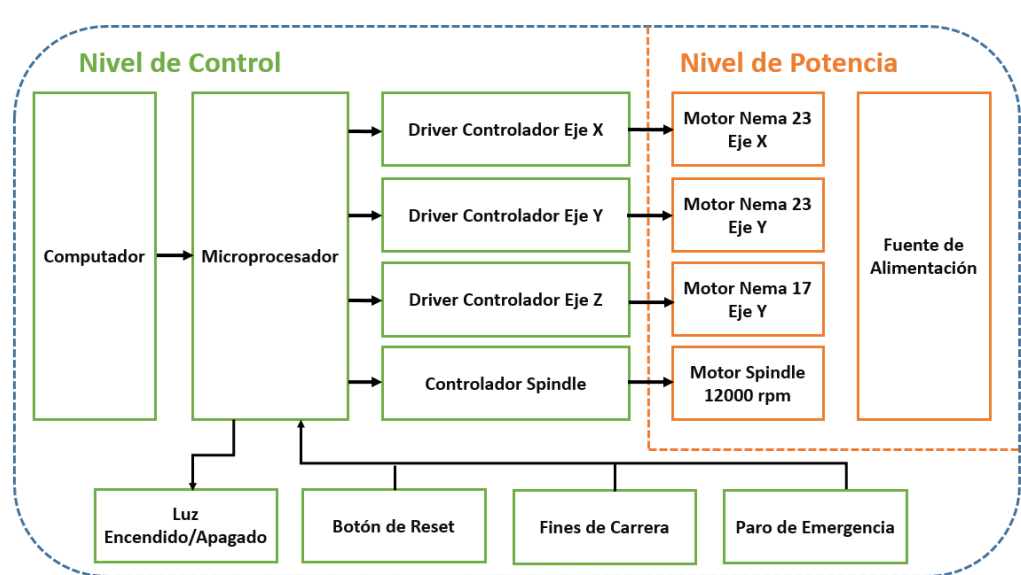 Nivel de Control
Nivel de Potencia
Computador
Microprocesador
Driver Controlador Eje X
Driver Controlador Eje Y
Driver Controlador Eje Z
Controlador Spindle
Motor Nema 23
Eje X
Motor Nema 23
Eje Y
Motor Nema 17
Eje Y
Motor Spindle
12000 rpm
Fuente de
Alimentación
Luz
Encendido/Apagado
Botón de Reset
Fines de Carrera
Paro de Emergencia